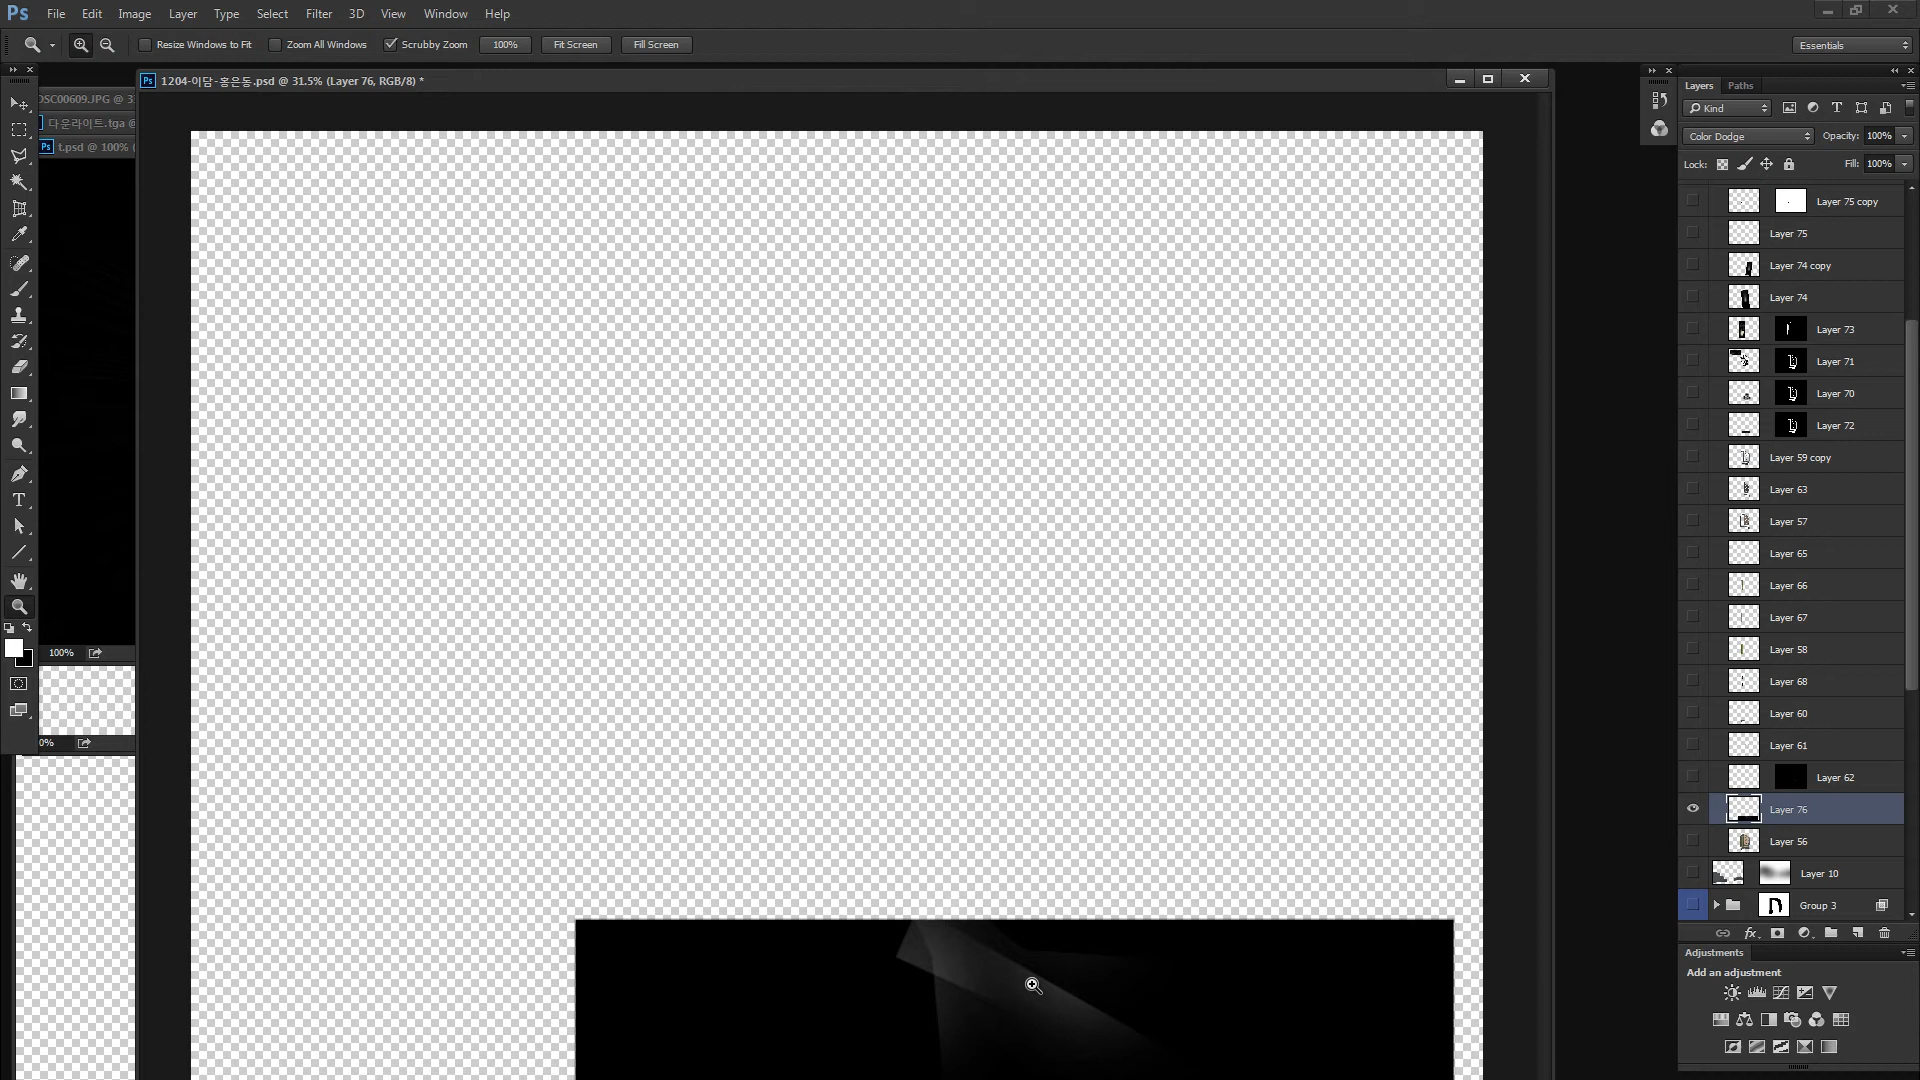 Ps File Edit Image Layer Type Select Filter 3D View Window Help
Resize Windows to Fit Zoom All Windows Scrubby Zoom 100% Fit Screen Fill Screen Essentials
Ps 1204-이담-홍은동.psd @ 31.5% (Layer 76, RGB/8) *
DSC00609.JPG @ 3
다운라이트.tga @
Ps t.psd @ 100% (
100%
0%
Layers Paths
Kind
Color Dodge Opacity: 100%
Lock: Fill: 100%
Layer 75 copy
Layer 75
Layer 74 copy
Layer 74
Layer 73
Layer 71
Layer 70
Layer 72
Layer 59 copy
Layer 63
Layer 57
Layer 65
Layer 66
Layer 67
Layer 58
Layer 68
Layer 60
Layer 61
Layer 62
Layer 76
Layer 56
Layer 10
Group 3
fx
Adjustments
Add an adjustment